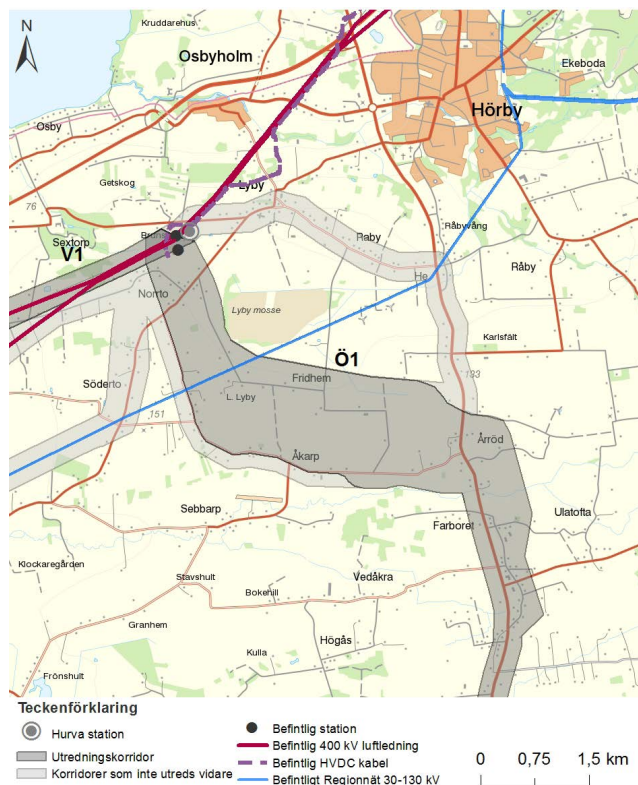 Kruddarehus
N
Osbyholm
Ekeboda
Hörby
Osby
Getskog
Lyby
76
Råbyvång
Sextorp
Raby
V1
Råby
He
Norrto
Lyby mosse
Karlsfält
Ö1
Fridhem
133
Söderto
L. Lyby
151
Årröd
Åkarp
Sebbarp
Ulatofta
Farboret
Klockaregården
Stavshult
Vedåkra
Bokehill
Granhem
Högås
Kulla
Frönshult
Teckenförklaring
Hurva station
Utredningskorridor
Korridorer som inte utreds vidare
Befintlig station
Befintlig 400 kV luftledning
Befintlig HVDC kabel
Befintligt Regionnät 30-130 kV
0 0,75 1,5 km